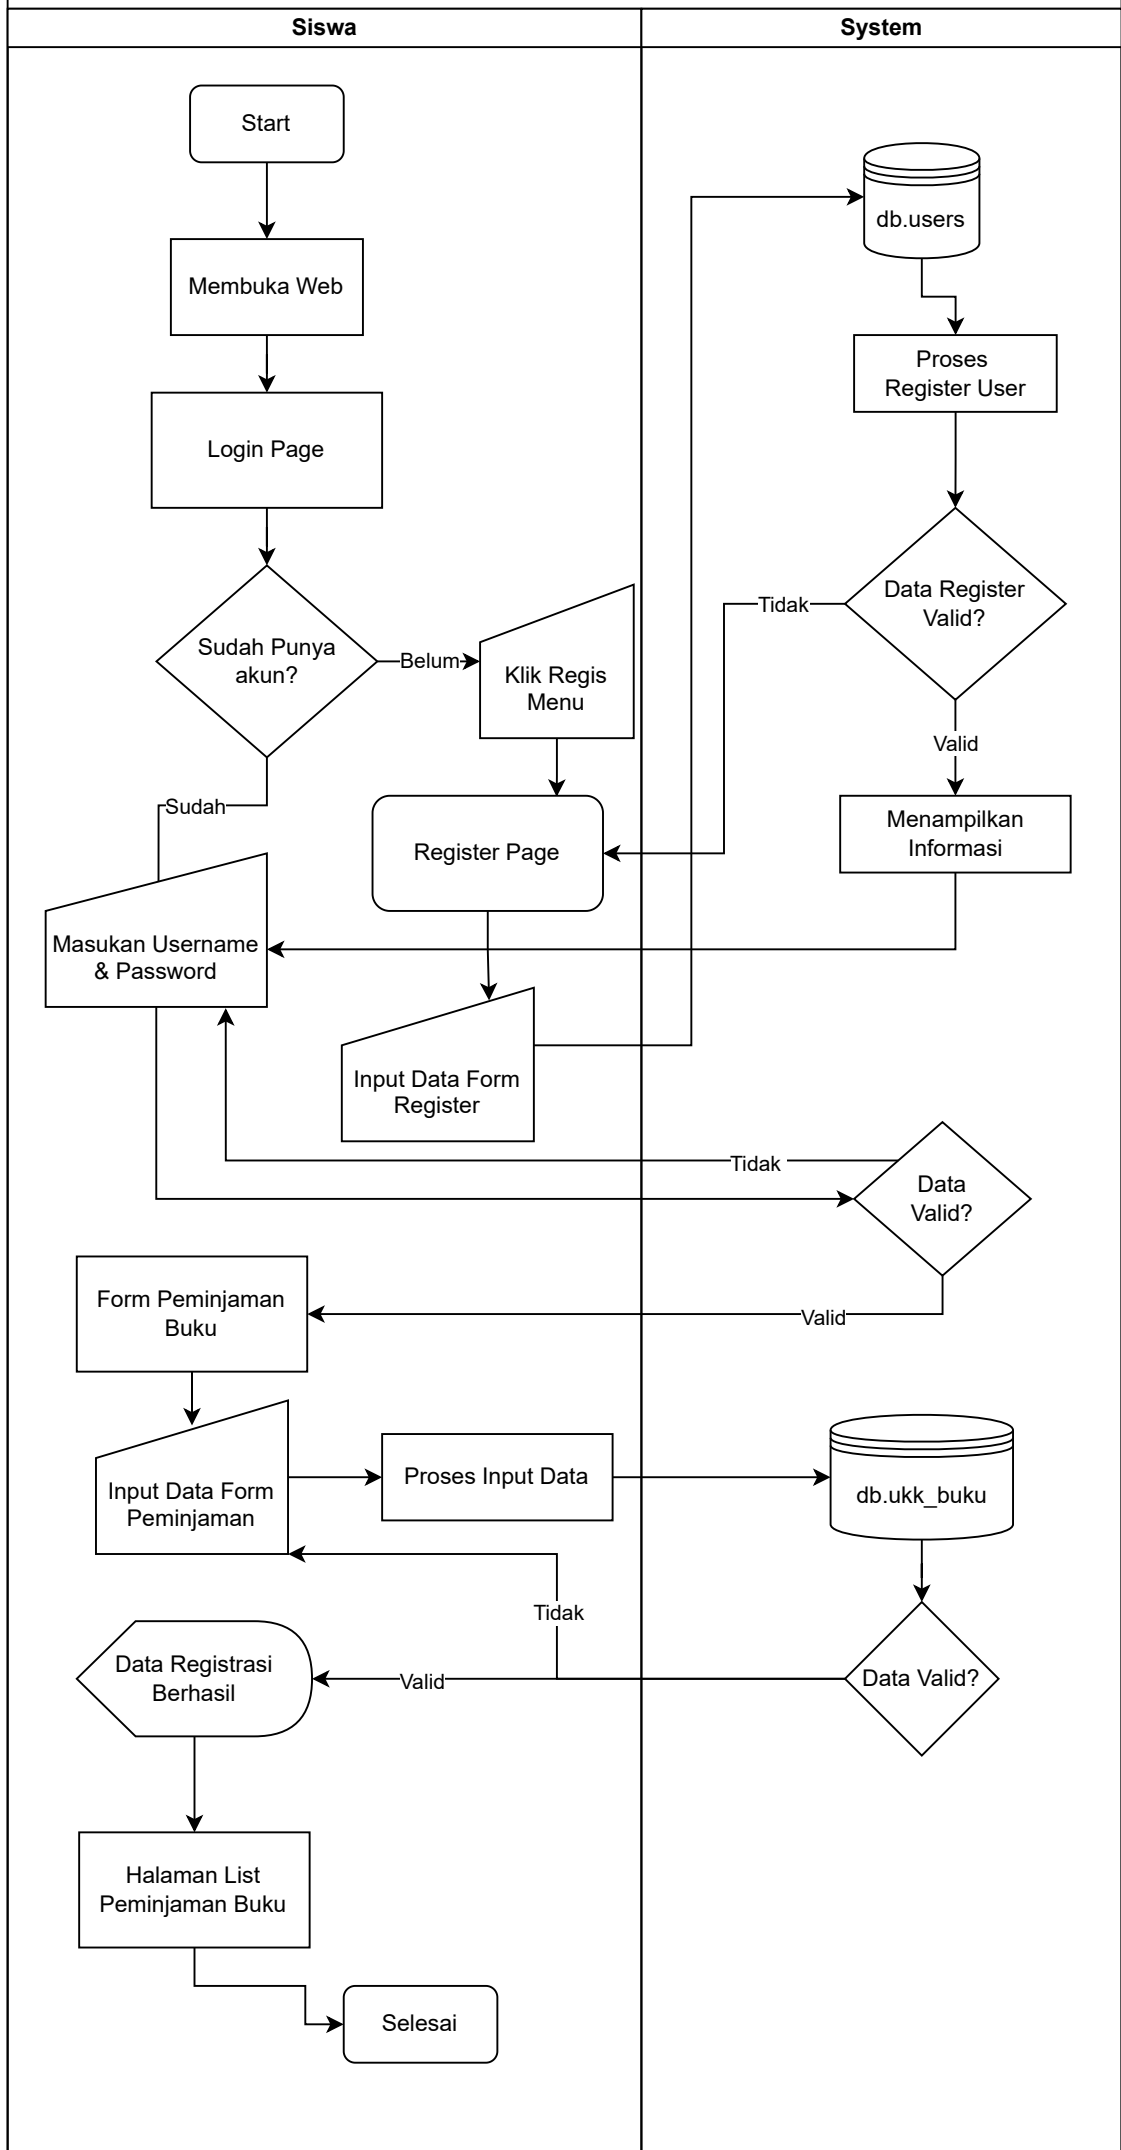 Siswa
System
Start
db.users
Membuka Web
Proses
Register User
Login Page
Data Register
Valid?
Tidak
Sudah Punya
akun?
Belum
Klik Regis
Menu
Valid
Sudah
Menampilkan
Informasi
Register Page
Masukan Username
& Password
Input Data Form
Register
Tidak
Data
Valid?
Form Peminjaman
Buku
Valid
Input Data Form
Peminjaman
Proses Input Data
db.ukk_buku
Tidak
Data Registrasi
Berhasil
Valid
Data Valid?
Halaman List
Peminjaman Buku
Selesai